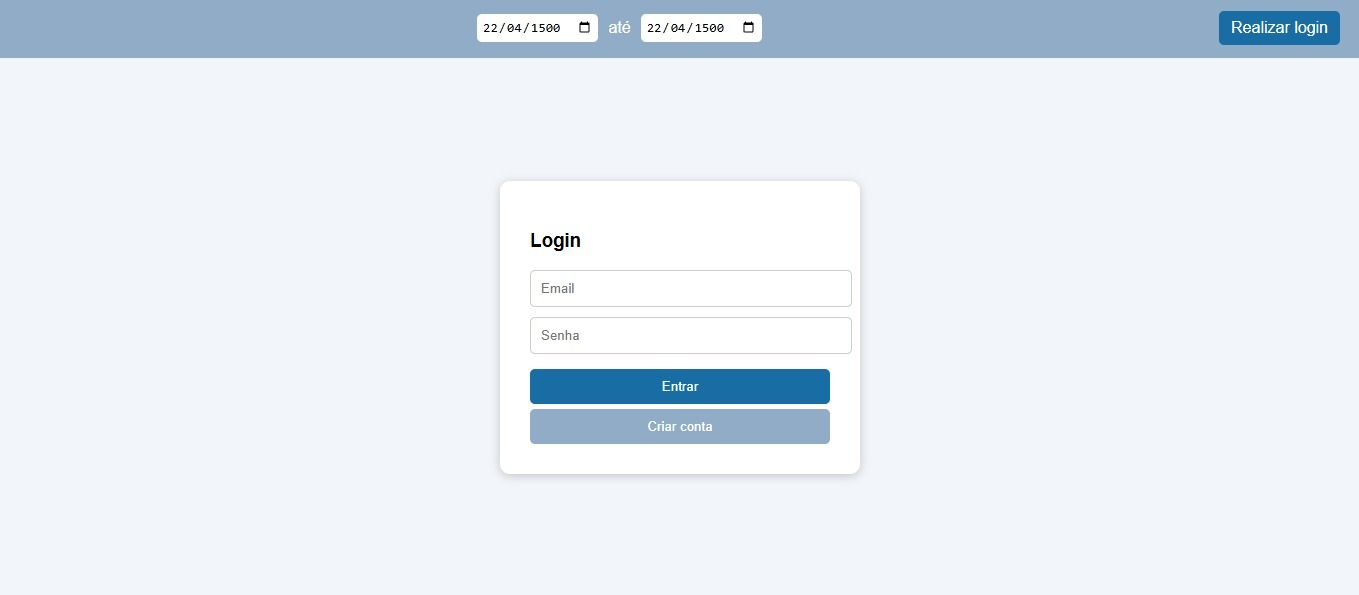 22/04/1500 até 22/04/1500 Realizar login
Login
Email
Senha
Entrar
Criar conta